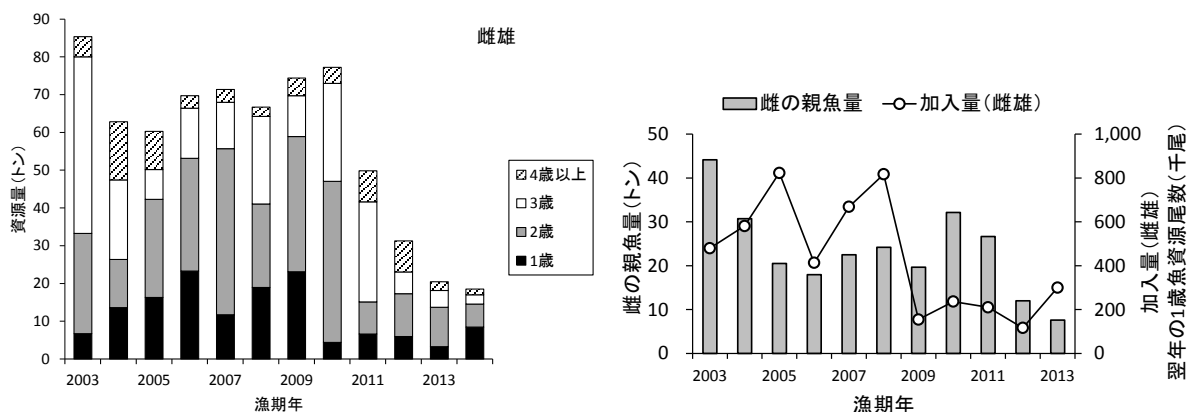 雌雄
資源量(トン)
90
80
70
60
50
40
30
20
10
0
2003 2005 2007 2009 2011 2013
漁期年
4歳以上
3歳
2歳
1歳
雌の親魚量 加入量(雌雄)
雌の親魚量(トン)
50
40
30
20
10
0
1,000
800
600
400
200
0
加入量(雌雄)
翌年の1歳魚資源尾数(千尾)
2003 2005 2007 2009 2011 2013
漁期年